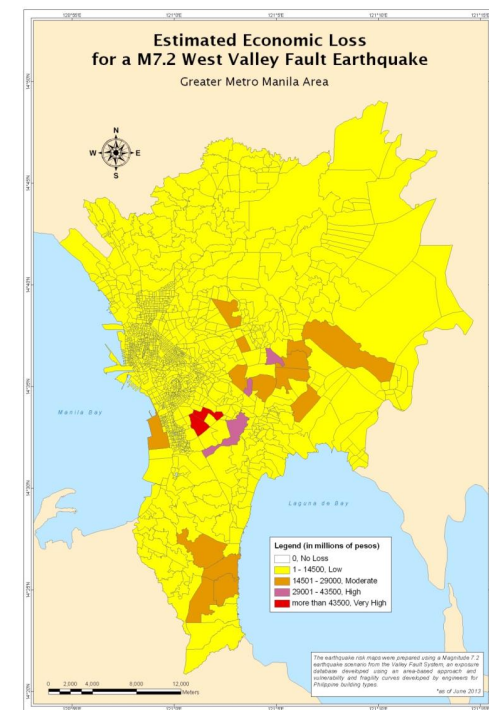 Estimated Economic Loss
for a M7.2 West Valley Fault Earthquake
Greater Metro Manila Area
N
W E
S
Manila Bay
Laguna de Bay
Legend (in millions of pesos)
0, No Loss
1 - 14500, Low
14501 - 29000, Moderate
29001 - 43500, High
more than 43500, Very High
The earthquake risk maps were prepared using a Magnitude 7.2
earthquake scenario from the Valley Fault System, an exposure
database developed using an area-based approach and
vulnerability and fragility curves developed by engineers for
Philippine building types.
*as of June 2013
0 2,000 4,000 8,000 12,000
Meters